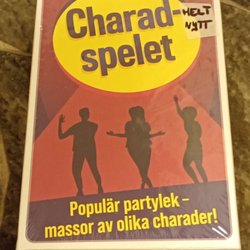 Charad-
spelet
HELT
NYTT
Populär partylek –
massor av olika charader!